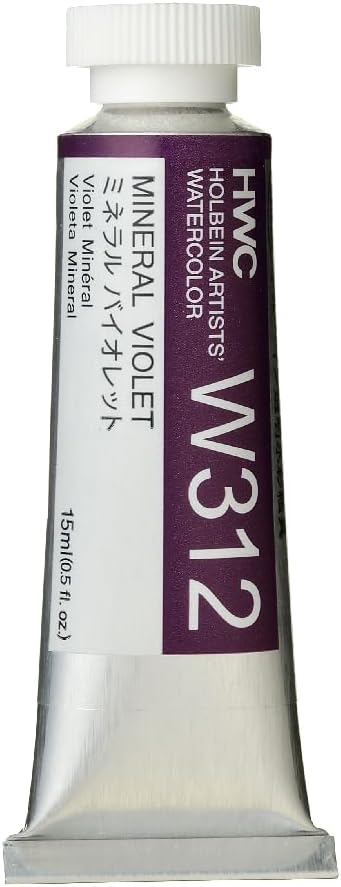 HWC
HOLBEIN ARTISTS'
WATERCOLOR
W312
MINERAL VIOLET
ミネラル バイオレット
Violet Minéral
Violeta Mineral
15ml(0.5 fl. oz.)